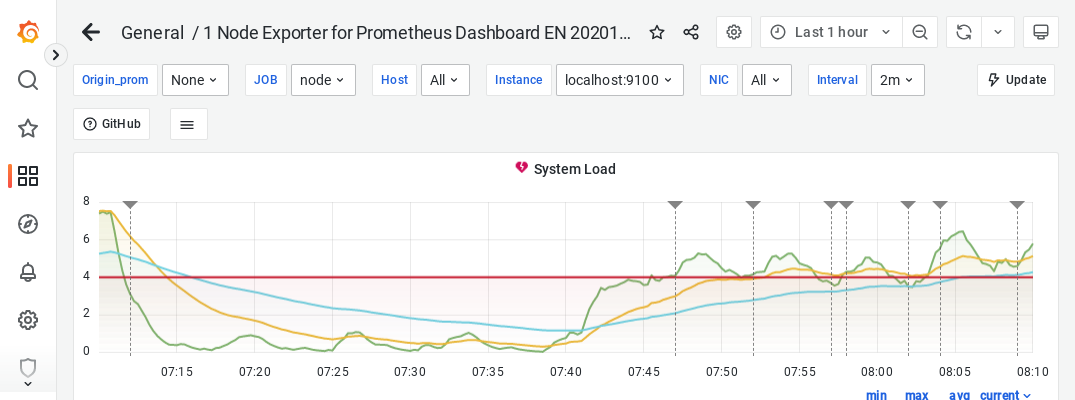 General / 1 Node Exporter for Prometheus Dashboard EN 20201... Last 1 hour
Origin_prom None JOB node Host All Instance localhost:9100 NIC All Interval 2m Update
GitHub
System Load
8
6
4
2
0
07:15 07:20 07:25 07:30 07:35 07:40 07:45 07:50 07:55 08:00 08:05 08:10
min max avg current